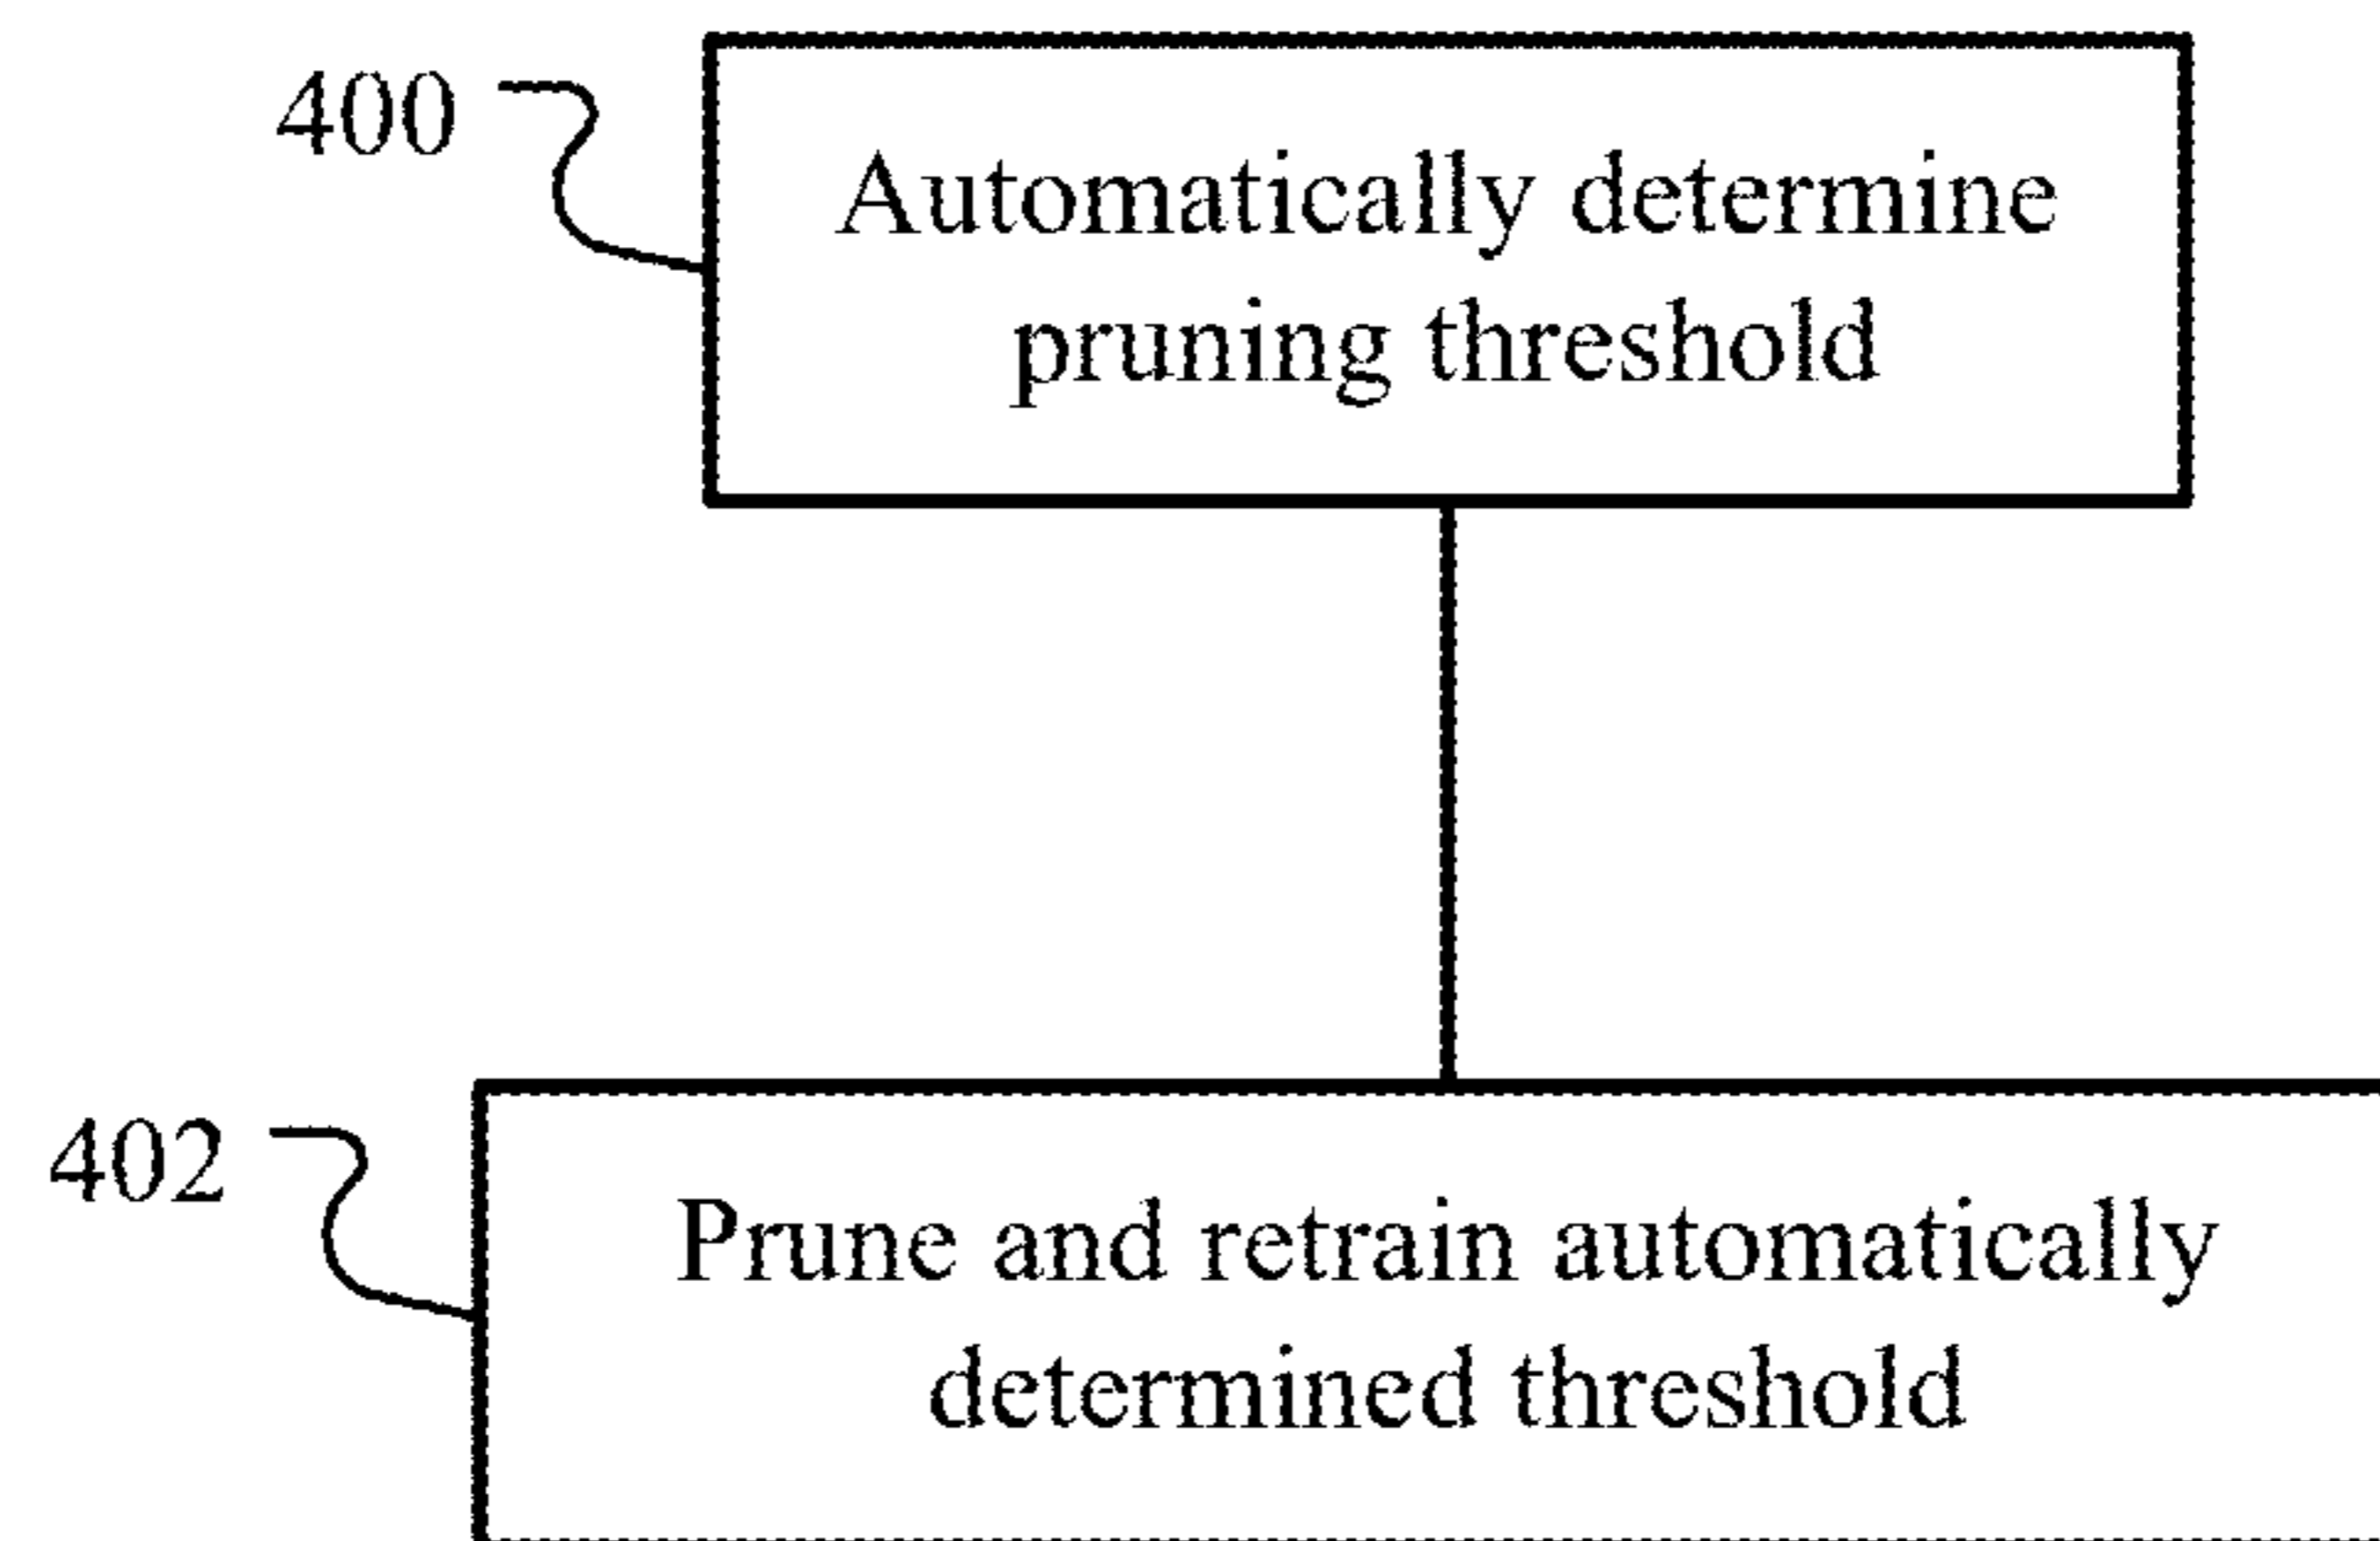 400
Automatically determine
pruning threshold
402
Prune and retrain automatically
determined threshold